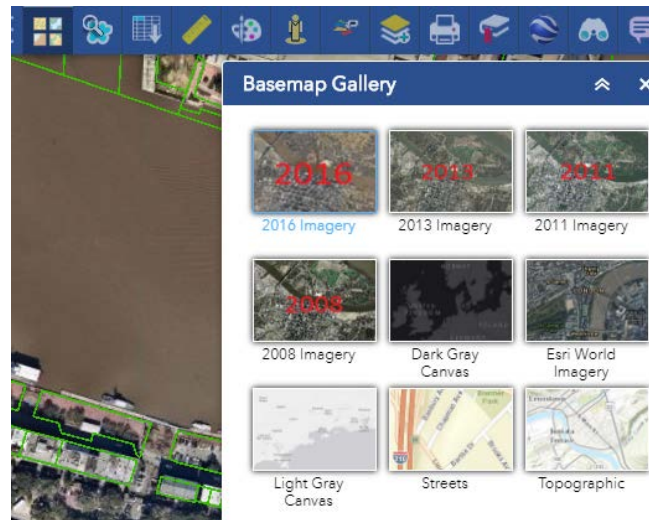 Basemap Gallery
2016
2013
2011
2016 Imagery
2013 Imagery
2011 Imagery
2008
2008 Imagery
Dark Gray
Canvas
Esri World
Imagery
Light Gray
Canvas
Streets
Topographic